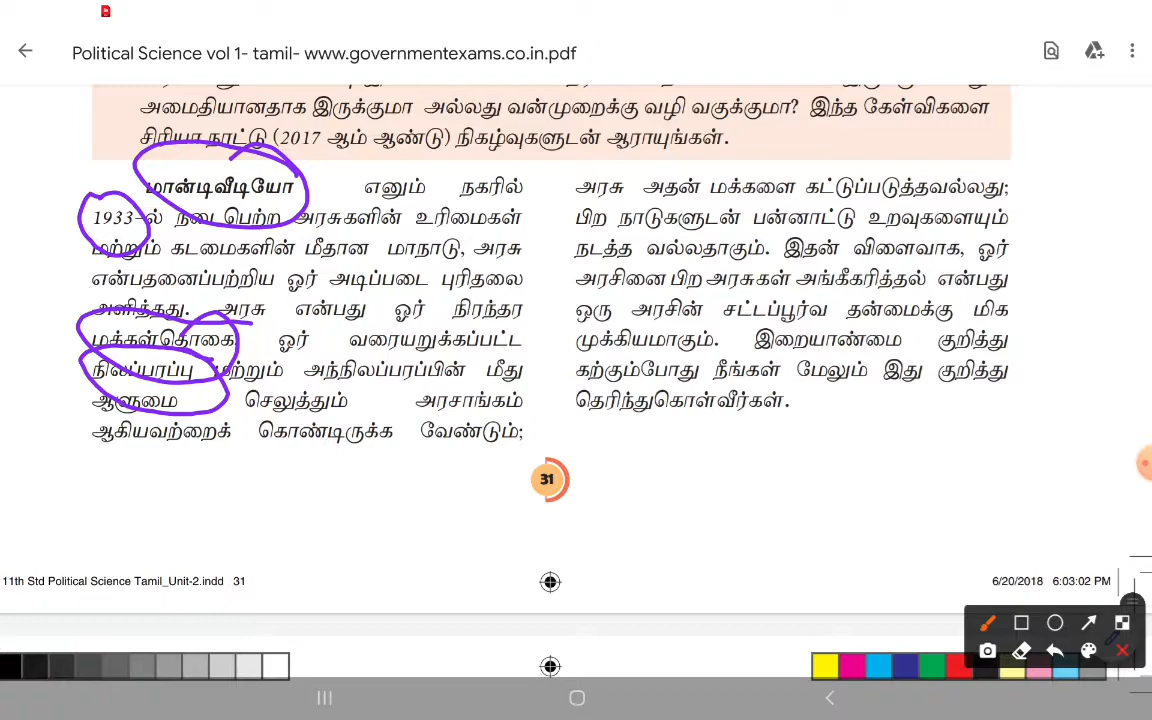 Political Science vol 1- tamil- www.governmentexams.co.in.pdf
அமைதியானதாக இருக்குமா அல்லது வன்முறைக்கு வழி வகுக்குமா? இந்த கேள்விகளை
சிரியா நாட்டு (2017 ஆம் ஆண்டு) நிகழ்வுகளுடன் ஆராயுங்கள்.
மான்டிவீடியோ எனும் நகரில்
1933-ல் நடைபெற்ற அரசுகளின் உரிமைகள்
மற்றும் கடமைகளின் மீதான மாநாடு, அரசு
என்பதனைப்பற்றிய ஓர் அடிப்படை புரிதலை
அளித்தது. அரசு என்பது ஓர் நிரந்தர
மக்கள்தொகை, ஓர் வரையறுக்கப்பட்ட
நிலப்பரப்பு மற்றும் அந்நிலப்பரப்பின் மீது
ஆளுமை செலுத்தும் அரசாங்கம்
ஆகியவற்றைக் கொண்டிருக்க வேண்டும்;
அரசு அதன் மக்களை கட்டுப்படுத்தவல்லது;
பிற நாடுகளுடன் பன்னாட்டு உறவுகளையும்
நடத்த வல்லதாகும். இதன் விளைவாக, ஓர்
அரசினை பிற அரசுகள் அங்கீகரித்தல் என்பது
ஒரு அரசின் சட்டப்பூர்வ தன்மைக்கு மிக
முக்கியமாகும். இறையாண்மை குறித்து
கற்கும்போது நீங்கள் மேலும் இது குறித்து
தெரிந்துகொள்வீர்கள்.
31
11th Std Political Science Tamil_Unit-2.indd 31
6/20/2018 6:03:02 PM